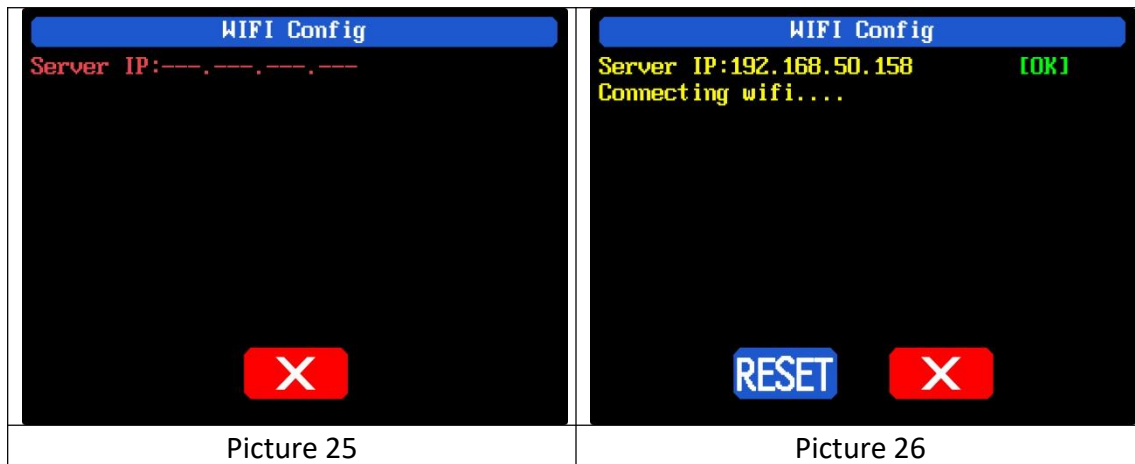 WIFI Config
Server IP:---.---.---.---
X
Picture 25
WIFI Config
Server IP:192.168.50.158 [OK]
Connecting wifi....
RESET X
Picture 26